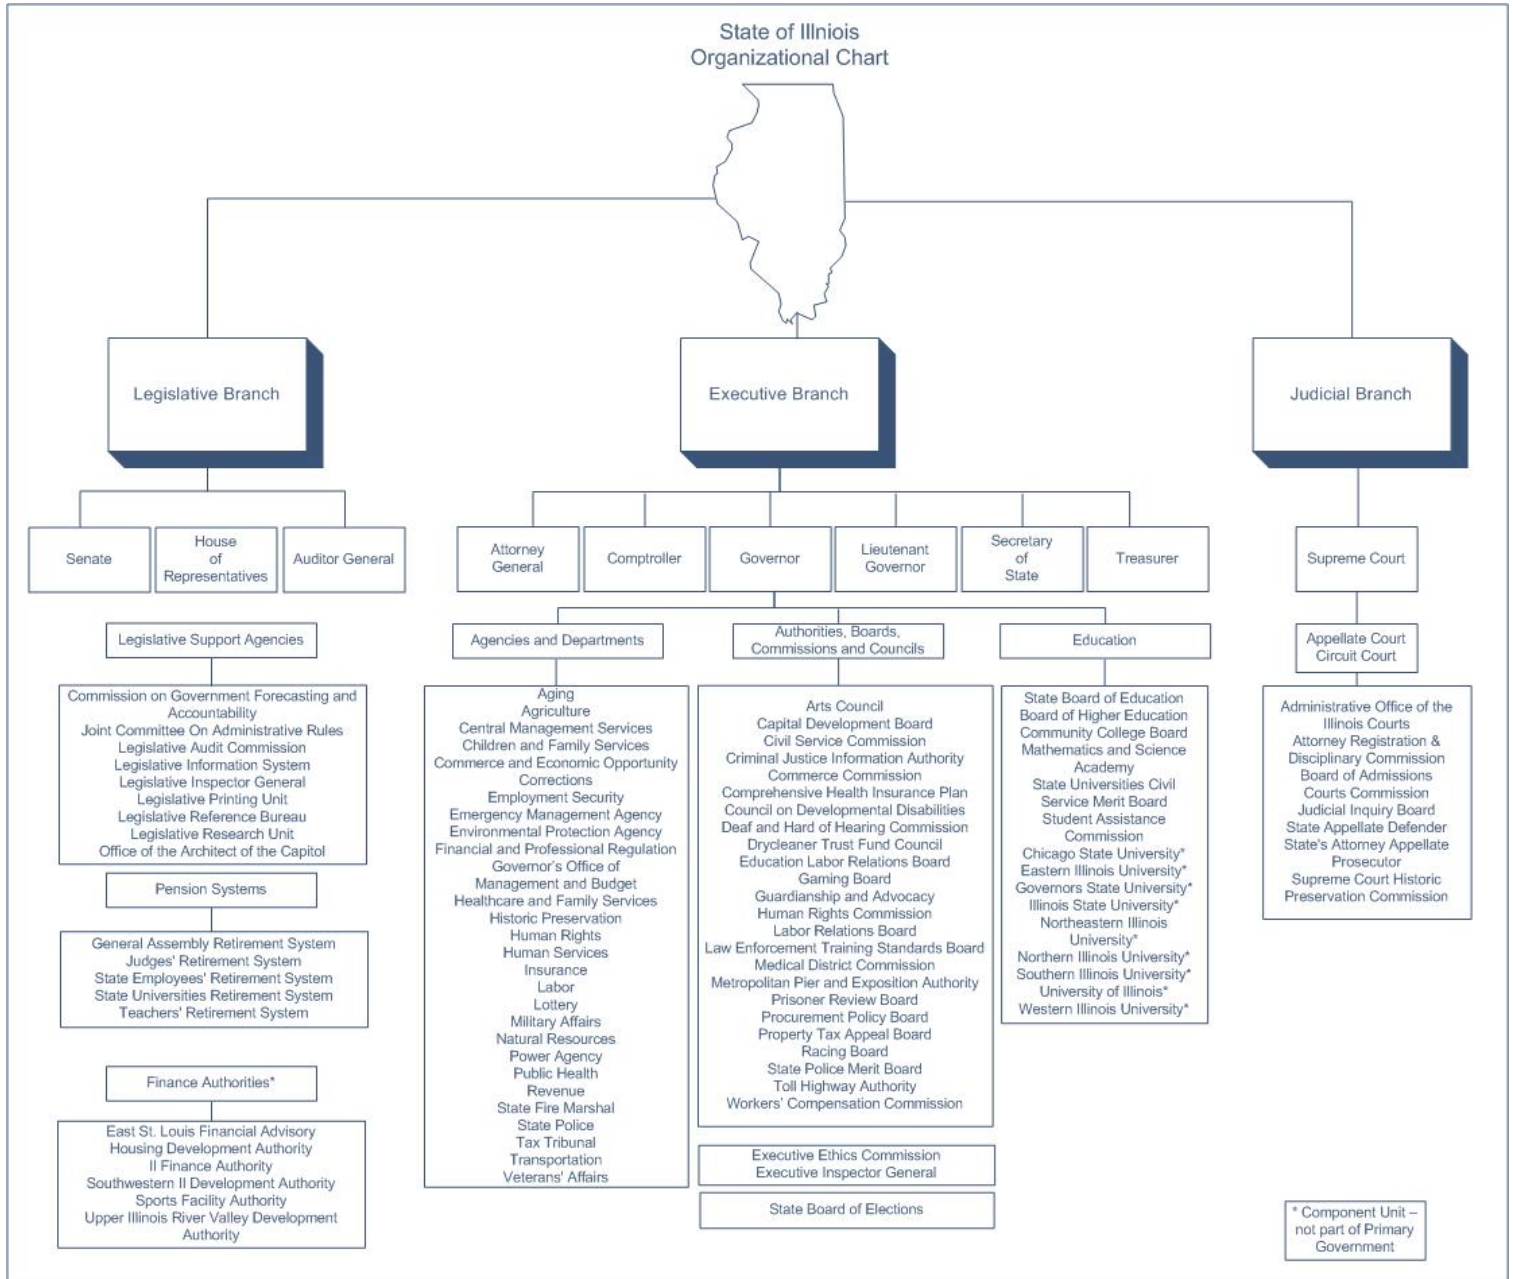 State of Illniois
Organizational Chart
Legislative Branch
Executive Branch
Judicial Branch
Senate
House
of
Representatives
Auditor General
Attorney
General
Comptroller
Governor
Lieutenant
Governor
Secretary
of
State
Treasurer
Supreme Court
Legislative Support Agencies
Commission on Government Forecasting and
Accountability
Joint Committee On Administrative Rules
Legislative Audit Commission
Legislative Information System
Legislative Inspector General
Legislative Printing Unit
Legislative Reference Bureau
Legislative Research Unit
Office of the Architect of the Capitol
Pension Systems
General Assembly Retirement System
Judges' Retirement System
State Employees' Retirement System
State Universities Retirement System
Teachers' Retirement System
Finance Authorities*
East St. Louis Financial Advisory
Housing Development Authority
Il Finance Authority
Southwestern Il Development Authority
Sports Facility Authority
Upper Illinois River Valley Development
Authority
Agencies and Departments
Aging
Agriculture
Central Management Services
Children and Family Services
Commerce and Economic Opportunity
Corrections
Employment Security
Emergency Management Agency
Environmental Protection Agency
Financial and Professional Regulation
Governor's Office of
Management and Budget
Healthcare and Family Services
Historic Preservation
Human Rights
Human Services
Insurance
Labor
Lottery
Military Affairs
Natural Resources
Power Agency
Public Health
Revenue
State Fire Marshal
State Police
Tax Tribunal
Transportation
Veterans' Affairs
Authorities, Boards,
Commissions and Councils
Arts Council
Capital Development Board
Civil Service Commission
Criminal Justice Information Authority
Commerce Commission
Comprehensive Health Insurance Plan
Council on Developmental Disabilities
Deaf and Hard of Hearing Commission
Drycleaner Trust Fund Council
Education Labor Relations Board
Gaming Board
Guardianship and Advocacy
Human Rights Commission
Labor Relations Board
Law Enforcement Training Standards Board
Medical District Commission
Metropolitan Pier and Exposition Authority
Prisoner Review Board
Procurement Policy Board
Property Tax Appeal Board
Racing Board
State Police Merit Board
Toll Highway Authority
Workers' Compensation Commission
Executive Ethics Commission
Executive Inspector General
State Board of Elections
Education
State Board of Education
Board of Higher Education
Community College Board
Mathematics and Science
Academy
State Universities Civil
Service Merit Board
Student Assistance
Commission
Chicago State University*
Eastern Illinois University*
Governors State University*
Illinois State University*
Northeastern Illinois
University*
Northern Illinois University*
Southern Illinois University*
University of Illinois*
Western Illinois University*
Appellate Court
Circuit Court
Administrative Office of the
Illinois Courts
Attorney Registration &
Disciplinary Commission
Board of Admissions
Courts Commission
Judicial Inquiry Board
State Appellate Defender
State's Attorney Appellate
Prosecutor
Supreme Court Historic
Preservation Commission
* Component Unit –
not part of Primary
Government